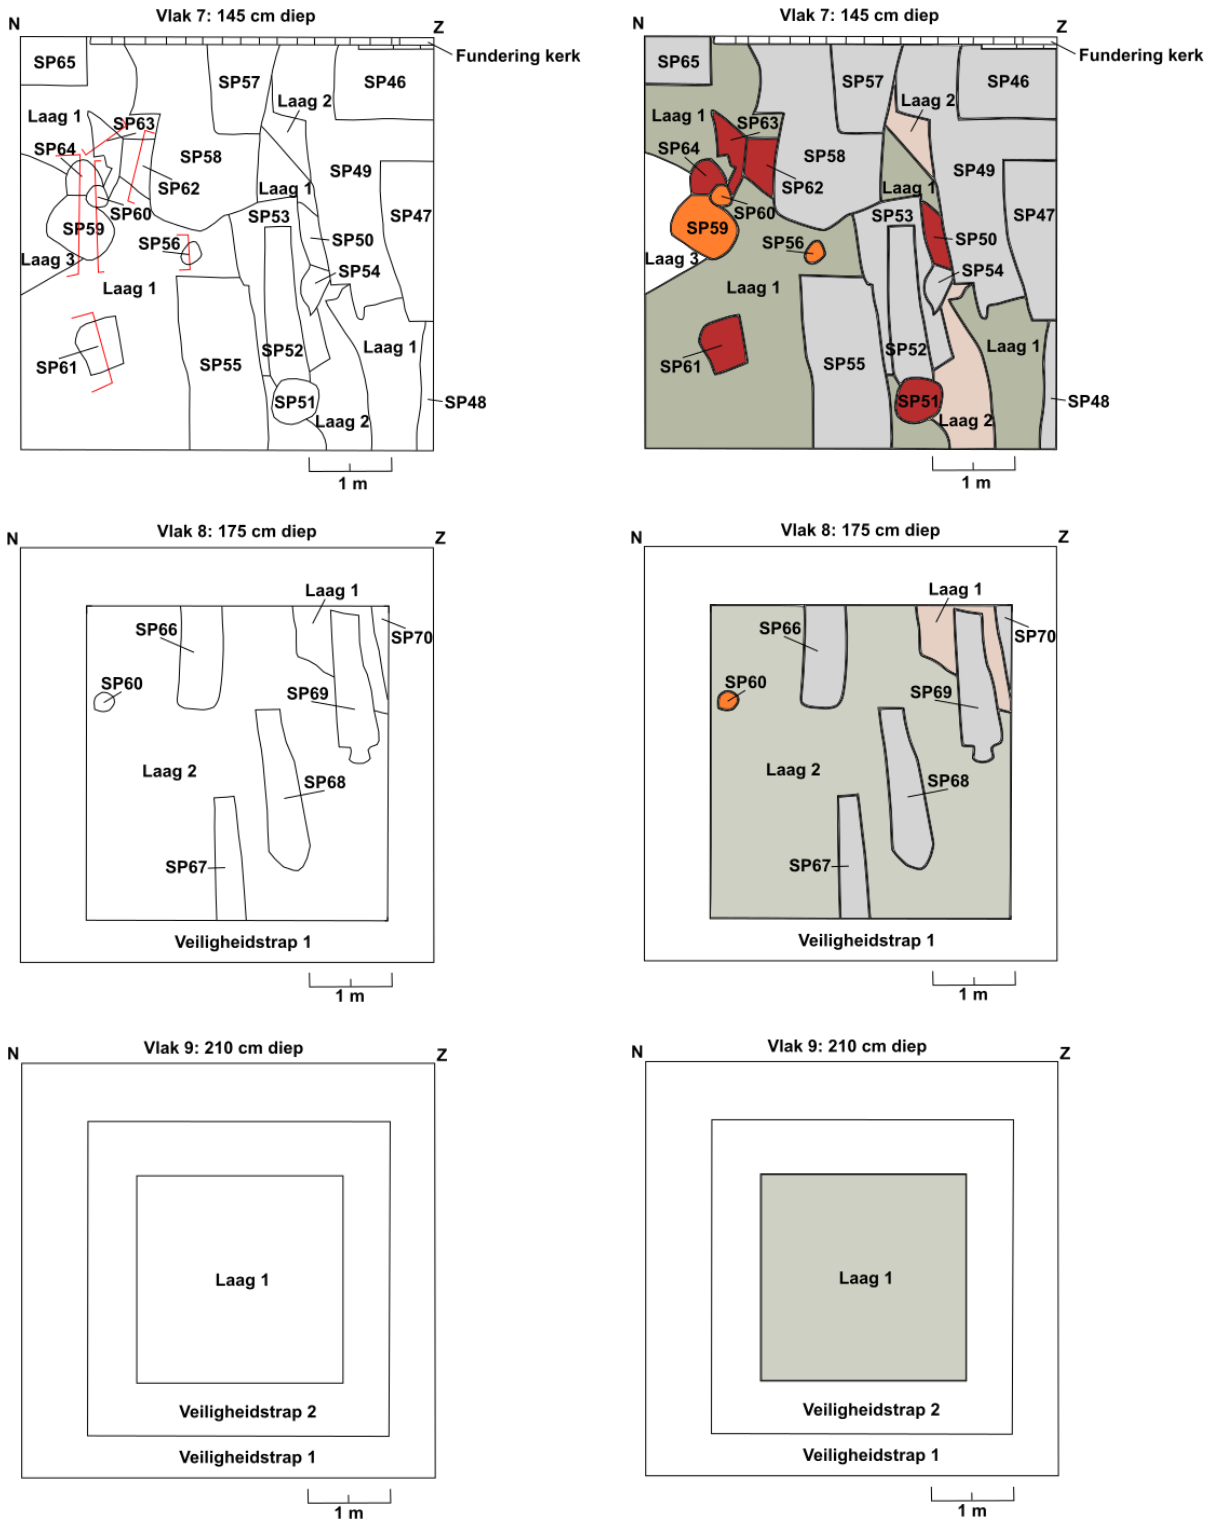 Vlak 7: 145 cm diep
N
Z
Fundering kerk
SP65
SP57
SP46
Laag 2
Laag 1
SP63
SP64
SP58
SP49
SP62
Laag 1
SP60
SP53
SP47
SP59
SP56
SP50
Laag 3
SP54
Laag 1
Laag 1
SP52
SP55
SP61
SP51
SP48
Laag 2
1 m
Vlak 7: 145 cm diep
N
Z
Fundering kerk
SP65
SP57
SP46
Laag 2
Laag 1
SP63
SP64
SP58
SP49
SP62
Laag 1
SP60
SP53
SP47
SP59
SP56
SP50
Laag 3
SP54
Laag 1
Laag 1
SP52
SP55
SP61
SP51
SP48
Laag 2
1 m
Vlak 8: 175 cm diep
N
Z
Laag 1
SP66
SP70
SP60
SP69
Laag 2
SP68
SP67
Veiligheidstrap 1
1 m
Vlak 8: 175 cm diep
N
Z
Laag 1
SP66
SP70
SP60
SP69
Laag 2
SP68
SP67
Veiligheidstrap 1
1 m
Vlak 9: 210 cm diep
N
Z
Laag 1
Veiligheidstrap 2
Veiligheidstrap 1
1 m
Vlak 9: 210 cm diep
N
Z
Laag 1
Veiligheidstrap 2
Veiligheidstrap 1
1 m